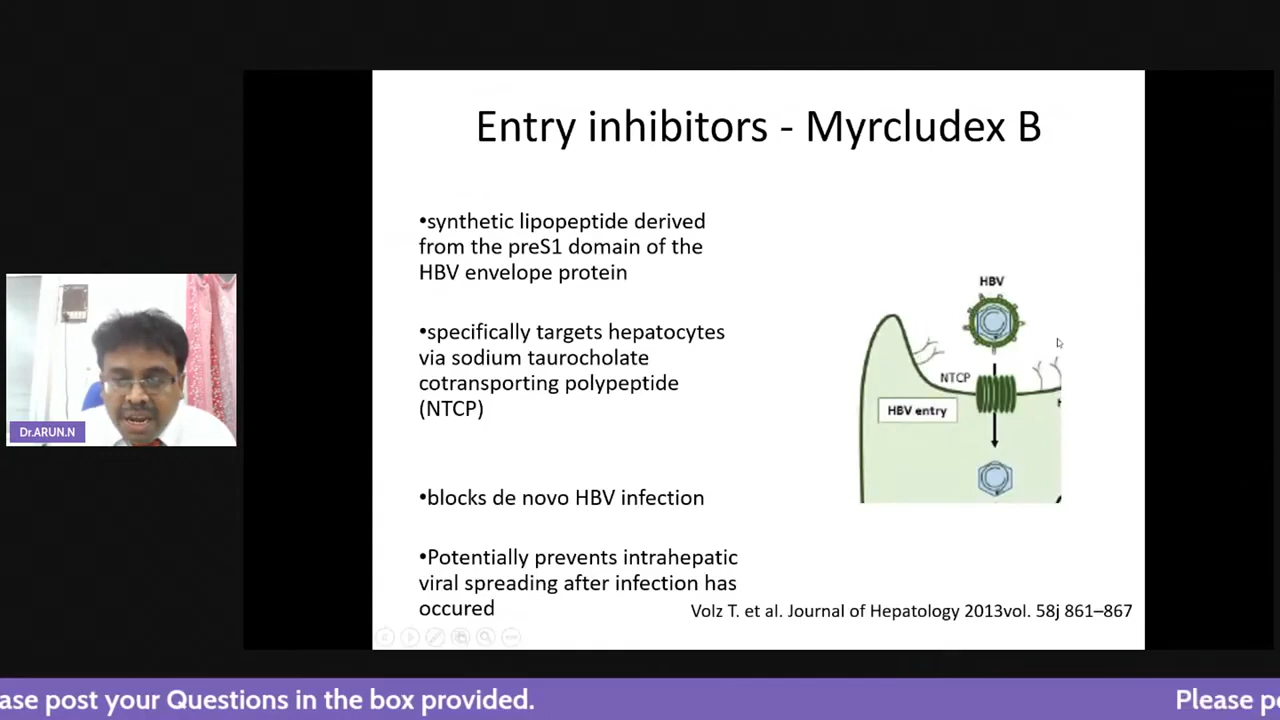 Entry inhibitors - Myrcludex B
•synthetic lipopeptide derived
from the preS1 domain of the
HBV envelope protein
•specifically targets hepatocytes
via sodium taurocholate
cotransporting polypeptide
(NTCP)
•blocks de novo HBV infection
•Potentially prevents intrahepatic
viral spreading after infection has
occured
HBV
NTCP
HBV entry
Volz T. et al. Journal of Hepatology 2013vol. 58j 861–867
Dr.ARUN.N
ase post your Questions in the box provided.
Please po